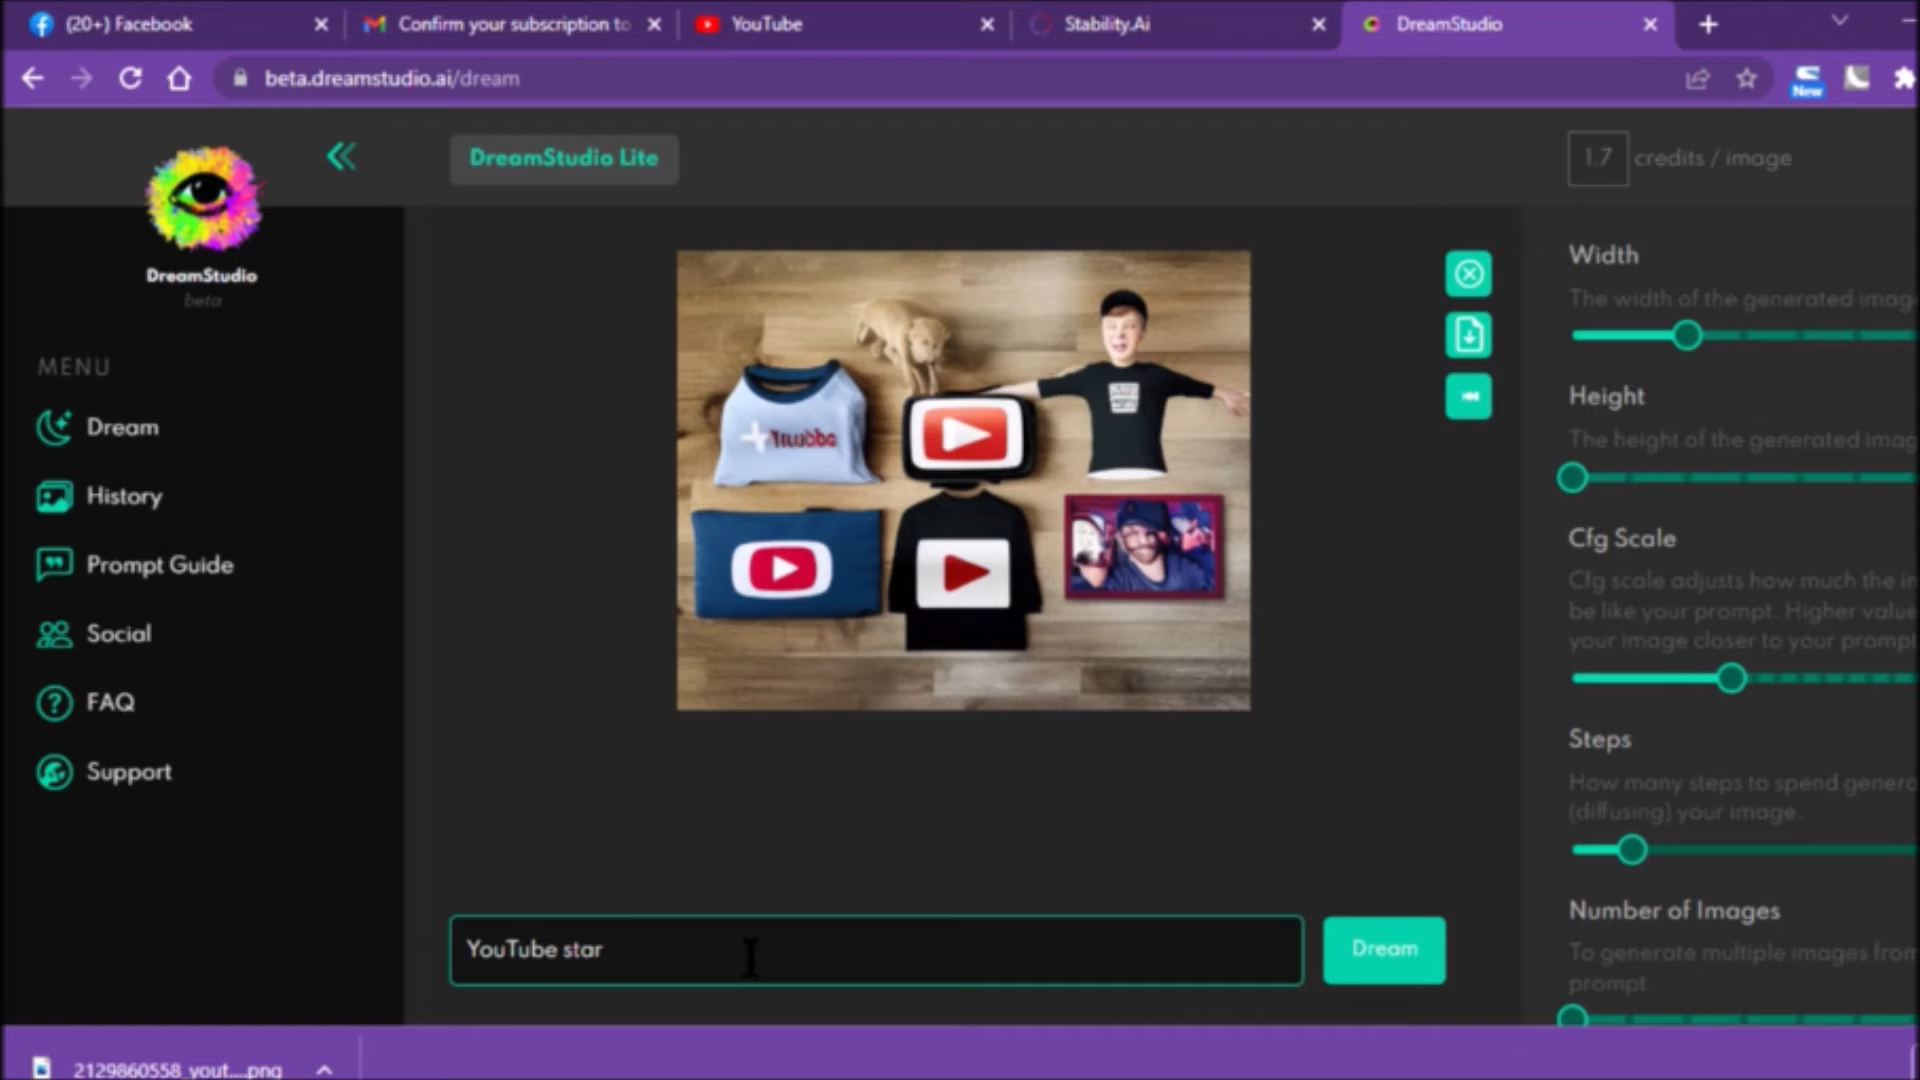 (20+) Facebook
Confirm your subscription to
YouTube
Stability.Ai
DreamStudio
beta.dreamstudio.ai/dream
New
DreamStudio Lite
1.7 credits / image
DreamStudio
beta
MENU
Dream
History
Prompt Guide
Social
FAQ
Support
Width
The width of the generated imag
Height
The height of the generated imag
Cfg Scale
Cfg scale adjusts how much the im
be like your prompt. Higher value
your image closer to your prompt
Steps
How many steps to spend genera
(diffusing) your image.
Number of Images
To generate multiple images from
prompt
YouTube star
Dream
2129860558_yout....png